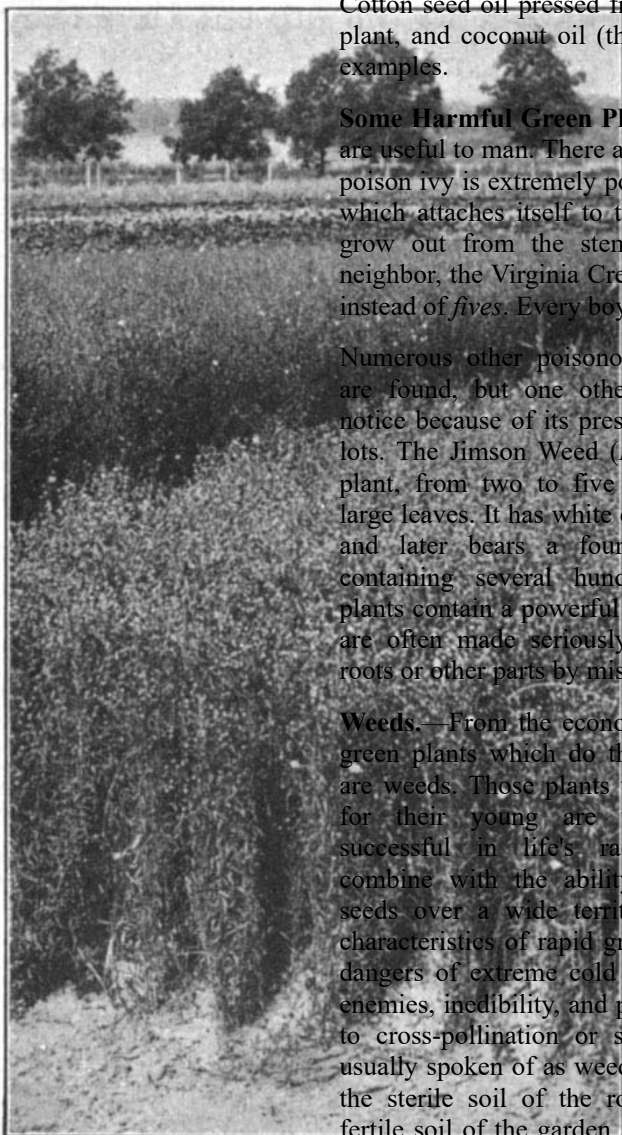 Cotton seed oil pressed fr
plant, and coconut oil (th
examples.
Some Harmful Green Pl
are useful to man. There a
poison ivy is extremely po
which attaches itself to t
grow out from the sten
neighbor, the Virginia Cre
instead of fives. Every boy
Numerous other poisono
are found, but one othe
notice because of its pres
lots. The Jimson Weed (
plant, from two to five
large leaves. It has white
and later bears a four
containing several hund
plants contain a powerful
are often made seriously
roots or other parts by mis
Weeds.—From the econo
green plants which do th
are weeds. Those plants
for their young are
successful in life's ra
combine with the ability
seeds over a wide territ
characteristics of rapid gr
dangers of extreme cold
enemies, inedibility, and p
to cross-pollination or s
usually spoken of as weed
the sterile soil of the ro
fertile soil of the garden